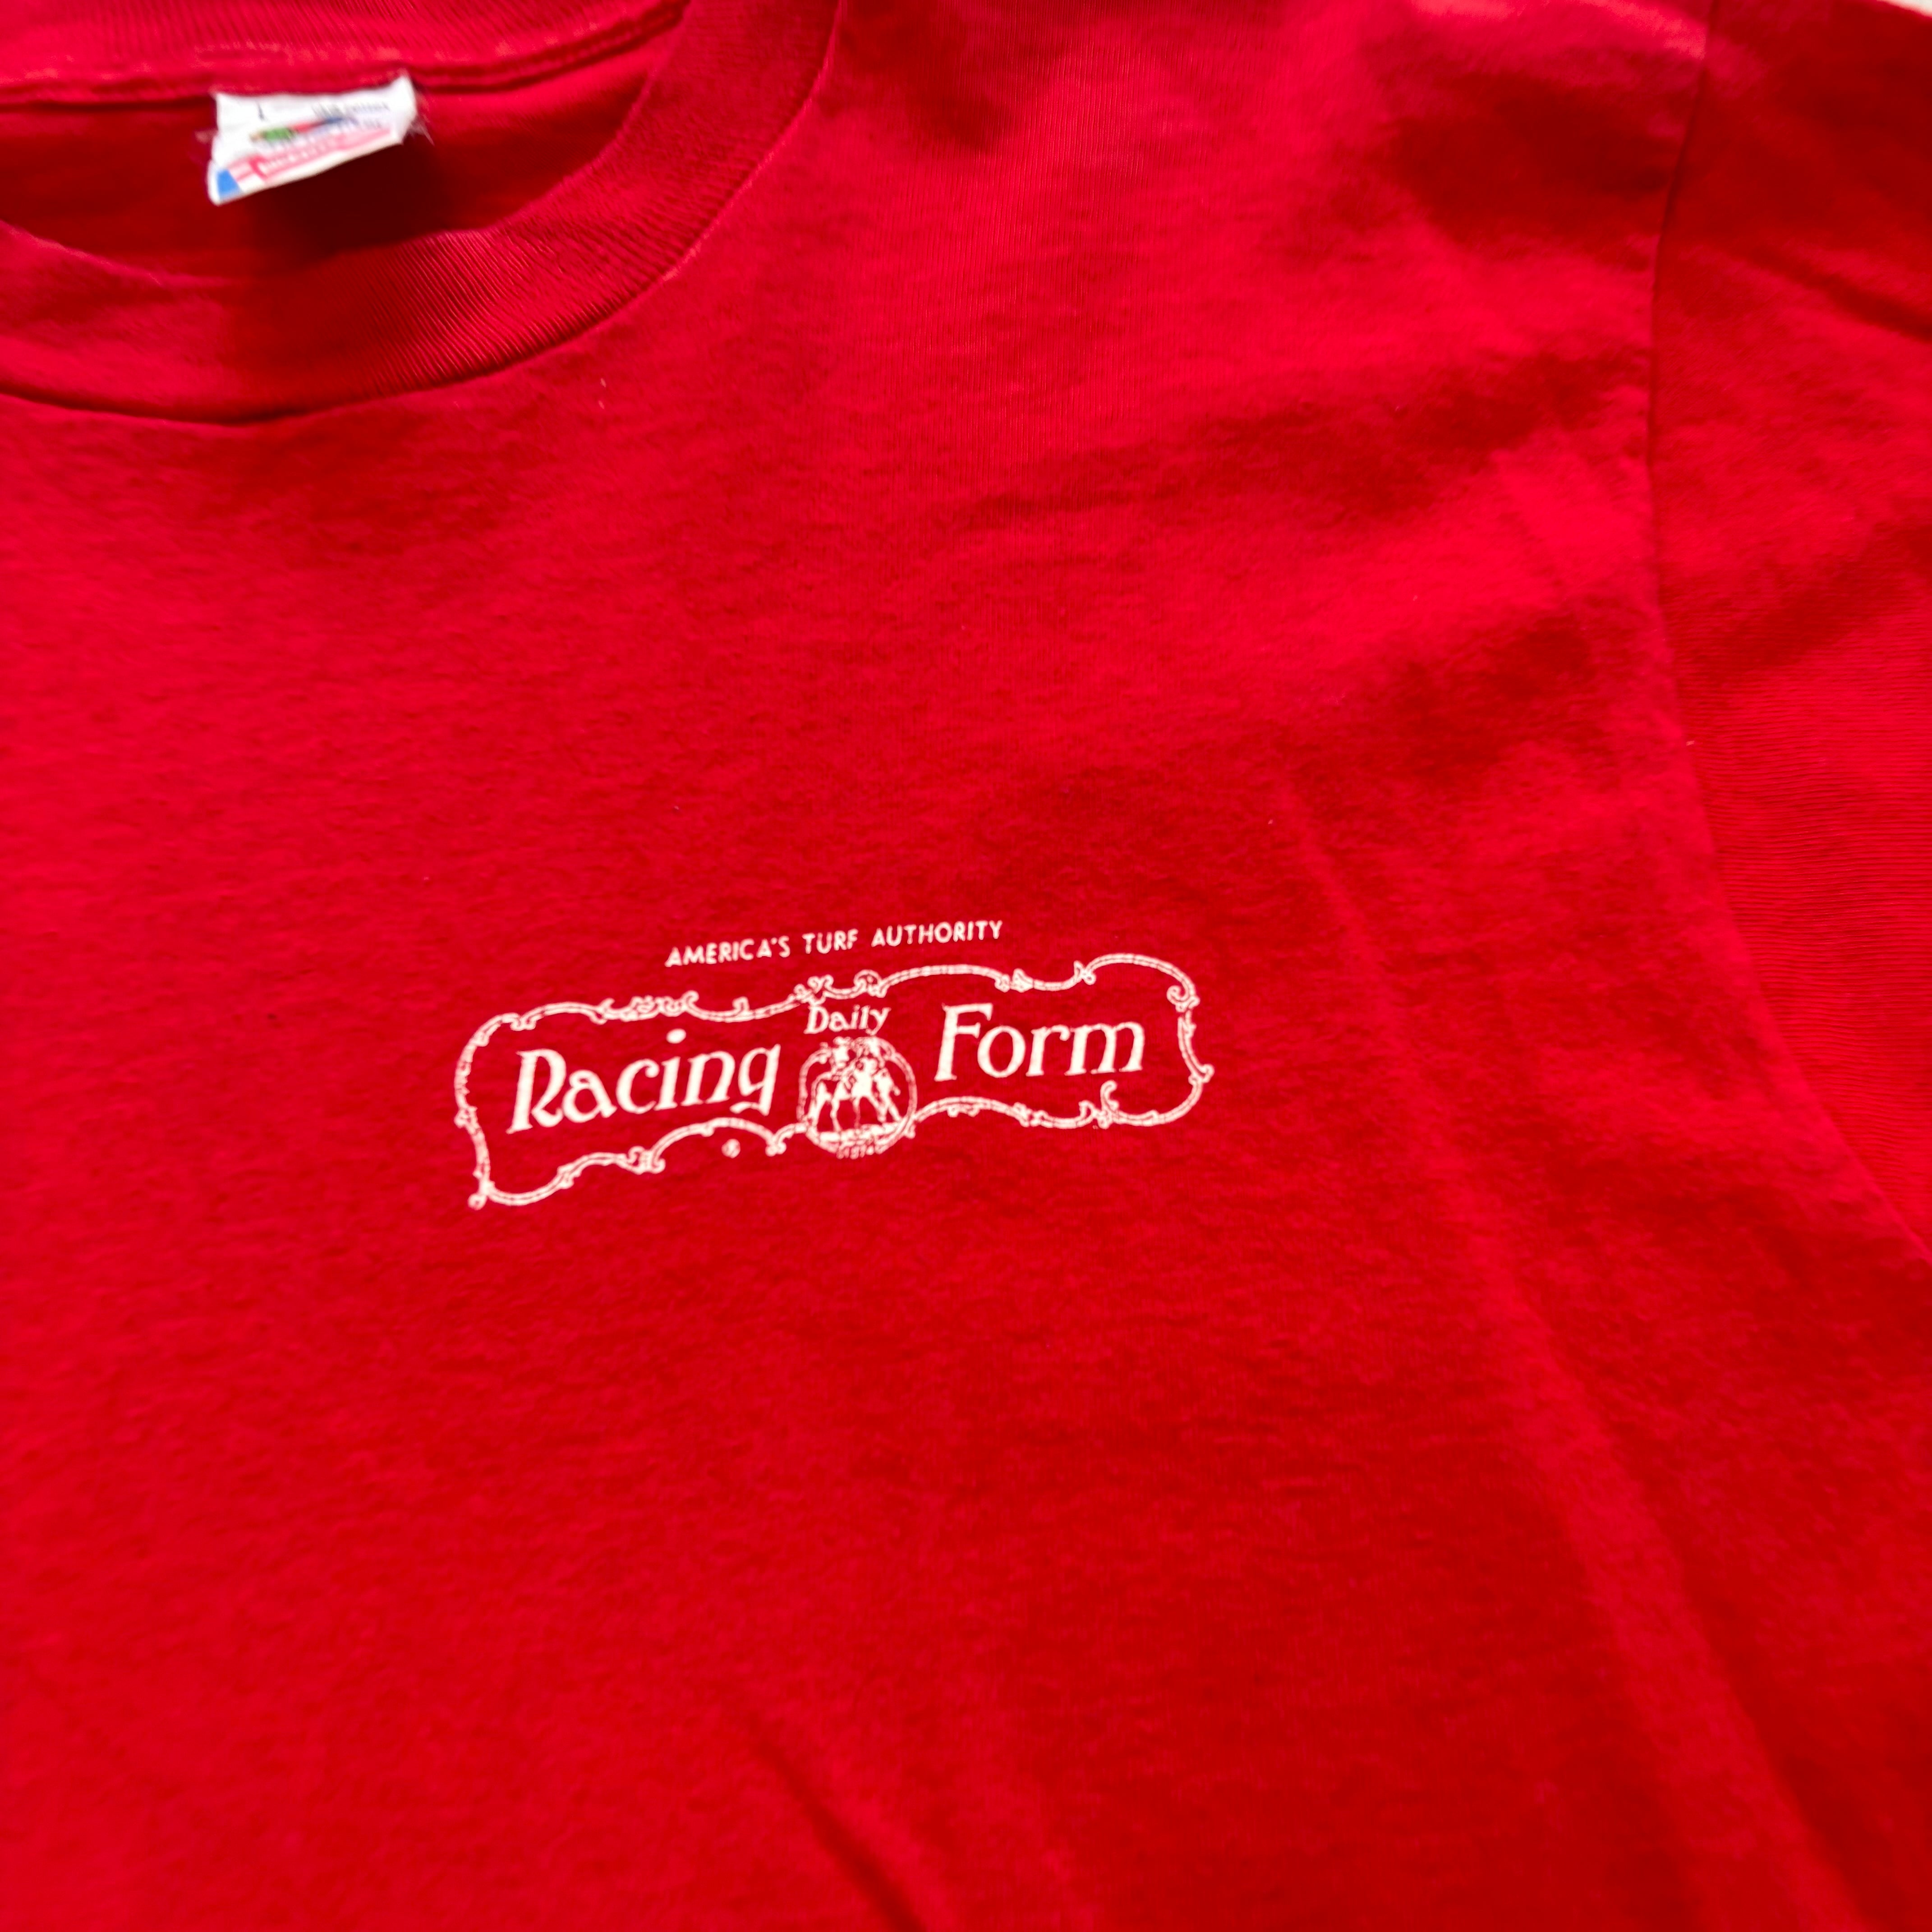 AMERICA'S TURF AUTHORITY
Daily
Racing Form